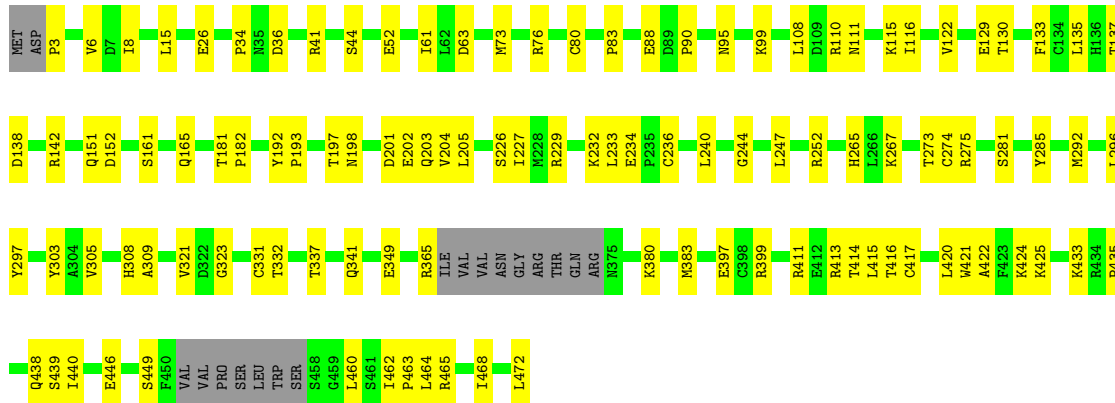 MET ASP P3 V6 D7 I8 L15 E26 P34 N35 D36 R41 S44 E52 I61 L62 D63 M73 R76 C80 P83 E88 D89 P90 N95 K99 L108 D109 R110 N111 K115 I116 V122 E129 T130 F133 C134 L135 H136 T137
D138 R142 Q151 D152 S161 Q165 T181 P182 Y192 P193 T197 N198 D201 E202 Q203 V204 L205 S226 I227 M228 R229 K232 L233 E234 P235 C236 L240 G244 L247 R252 H265 L266 K267 T273 C274 R275 S281 Y285 M292 L296
Y297 Y303 A304 V305 H308 A309 V321 D322 G323 C331 T332 T337 Q341 E349 R365 ILE VAL VAL ASN GLY ARG THR GLN ARG N375 K380 M383 E397 C398 R399 R411 E412 R413 T414 L415 T416 C417 L420 W421 A422 F423 K424 K425 K433 R434
Q438 S439 I440 E446 S449 F450 VAL VAL PRO SER LEU TRP SER S458 G459 L460 S461 I462 P463 L464 R465 I468 L472